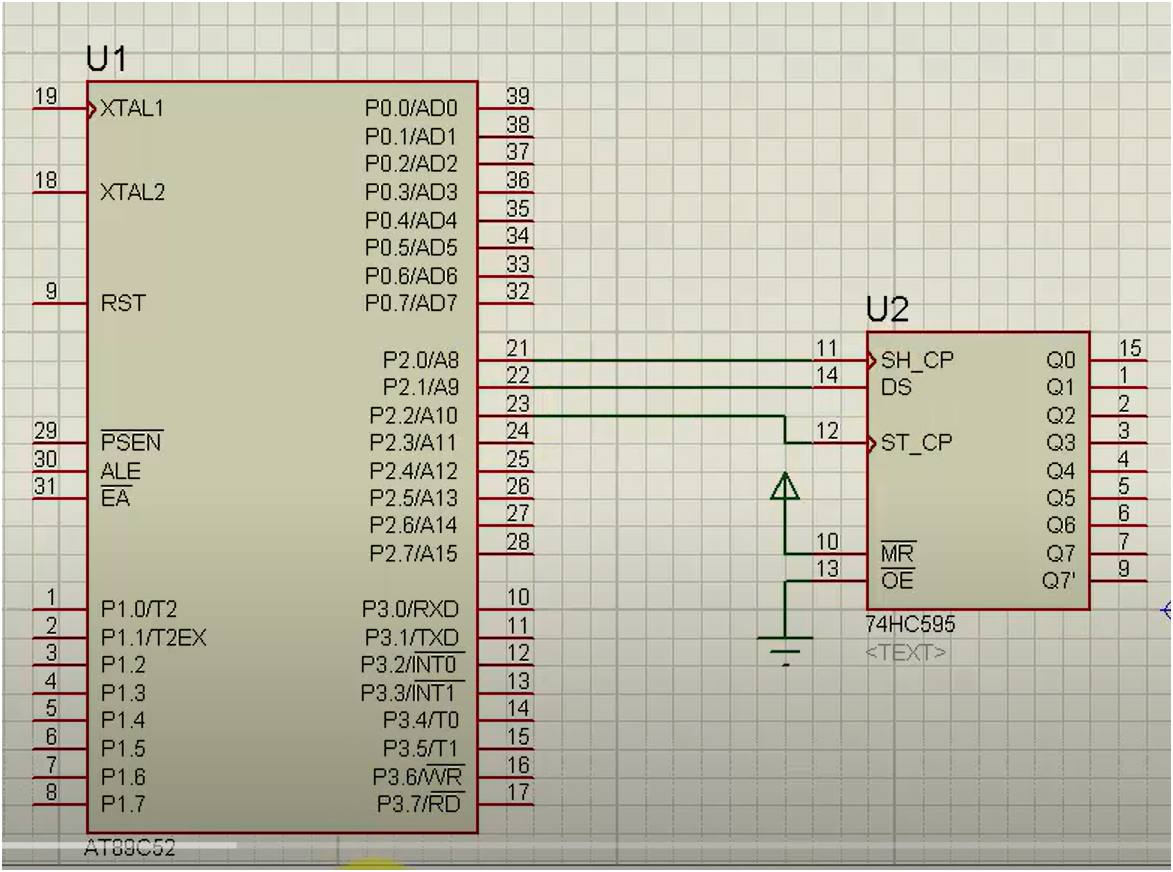 U1
19 XTAL1 P0.0/AD0 39
P0.1/AD1 38
P0.2/AD2 37
18 XTAL2 P0.3/AD3 36
P0.4/AD4 35
P0.5/AD5 34
P0.6/AD6 33
9 RST P0.7/AD7 32
P2.0/A8 21
P2.1/A9 22
P2.2/A10 23
29 PSEN P2.3/A11 24
30 ALE P2.4/A12 25
31 EA P2.5/A13 26
P2.6/A14 27
P2.7/A15 28
1 P1.0/T2 P3.0/RXD 10
2 P1.1/T2EX P3.1/TXD 11
3 P1.2 P3.2/INT0 12
4 P1.3 P3.3/INT1 13
5 P1.4 P3.4/T0 14
6 P1.5 P3.5/T1 15
7 P1.6 P3.6/WR 16
8 P1.7 P3.7/RD 17
AT89C52
U2
11 SH_CP Q0 15
14 DS Q1 1
Q2 2
12 ST_CP Q3 3
Q4 4
Q5 5
Q6 6
10 MR Q7 7
13 OE Q7' 9
74HC595
<TEXT>